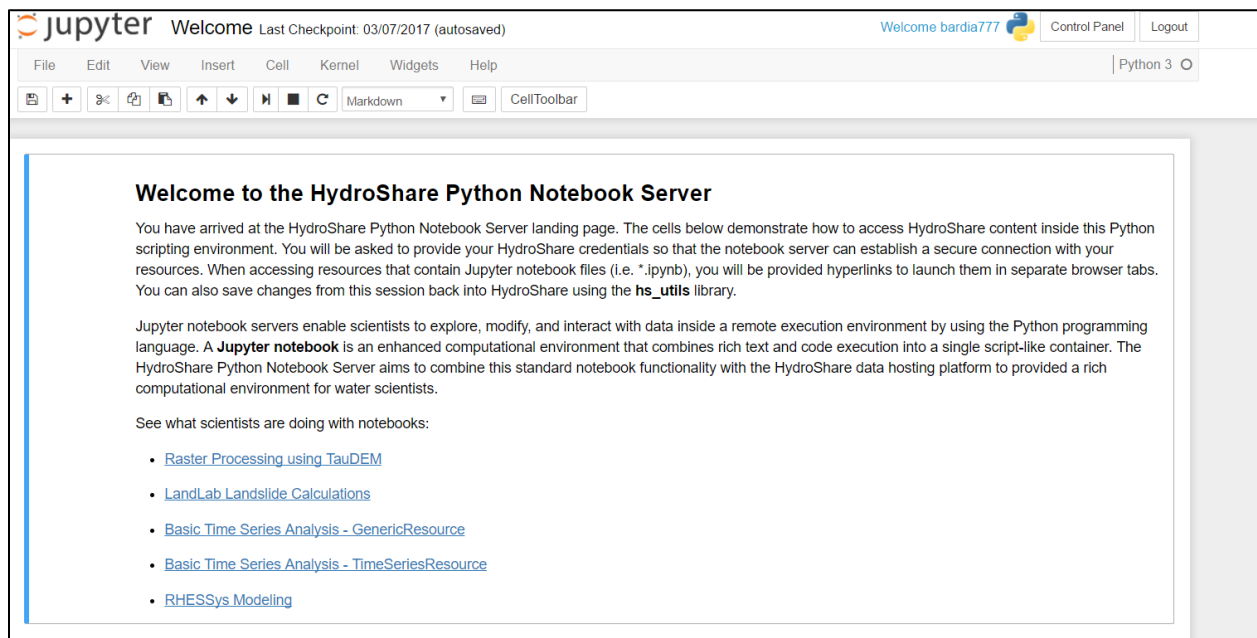 jupyter Welcome Last Checkpoint: 03/07/2017 (autosaved) Welcome bardia777 Control Panel Logout
File Edit View Insert Cell Kernel Widgets Help Python 3
Markdown CellToolbar
Welcome to the HydroShare Python Notebook Server
You have arrived at the HydroShare Python Notebook Server landing page. The cells below demonstrate how to access HydroShare content inside this Python
scripting environment. You will be asked to provide your HydroShare credentials so that the notebook server can establish a secure connection with your
resources. When accessing resources that contain Jupyter notebook files (i.e. *.ipynb), you will be provided hyperlinks to launch them in separate browser tabs.
You can also save changes from this session back into HydroShare using the hs_utils library.
Jupyter notebook servers enable scientists to explore, modify, and interact with data inside a remote execution environment by using the Python programming
language. A Jupyter notebook is an enhanced computational environment that combines rich text and code execution into a single script-like container. The
HydroShare Python Notebook Server aims to combine this standard notebook functionality with the HydroShare data hosting platform to provided a rich
computational environment for water scientists.
See what scientists are doing with notebooks:
• Raster Processing using TauDEM
• LandLab Landslide Calculations
• Basic Time Series Analysis - GenericResource
• Basic Time Series Analysis - TimeSeriesResource
• RHESSys Modeling